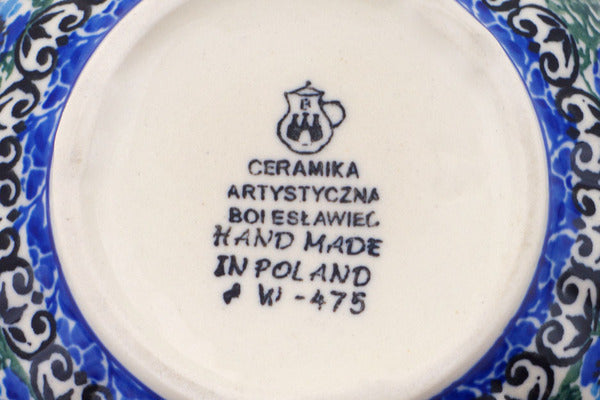 CERAMIKA
ARTYSTYCZNA
BOLESŁAWIEC
HAND MADE
IN POLAND
W-475